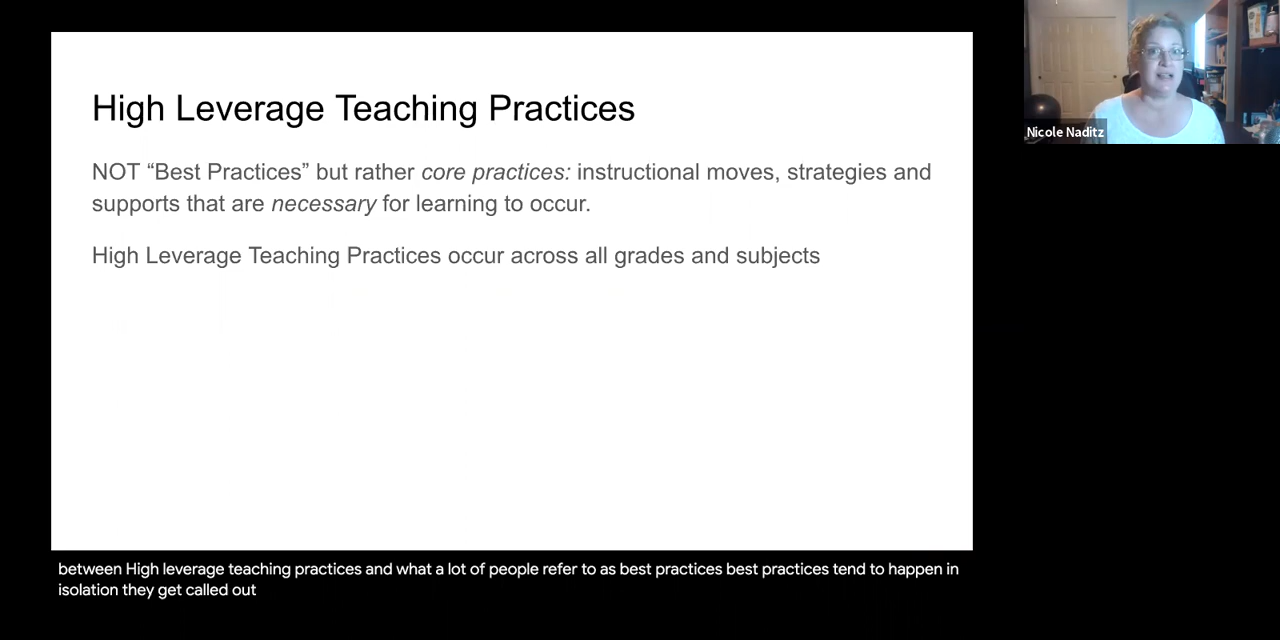 High Leverage Teaching Practices
NOT “Best Practices” but rather core practices: instructional moves, strategies and
supports that are necessary for learning to occur.
High Leverage Teaching Practices occur across all grades and subjects
Nicole Naditz
between High leverage teaching practices and what a lot of people refer to as best practices best practices tend to happen in
isolation they get called out